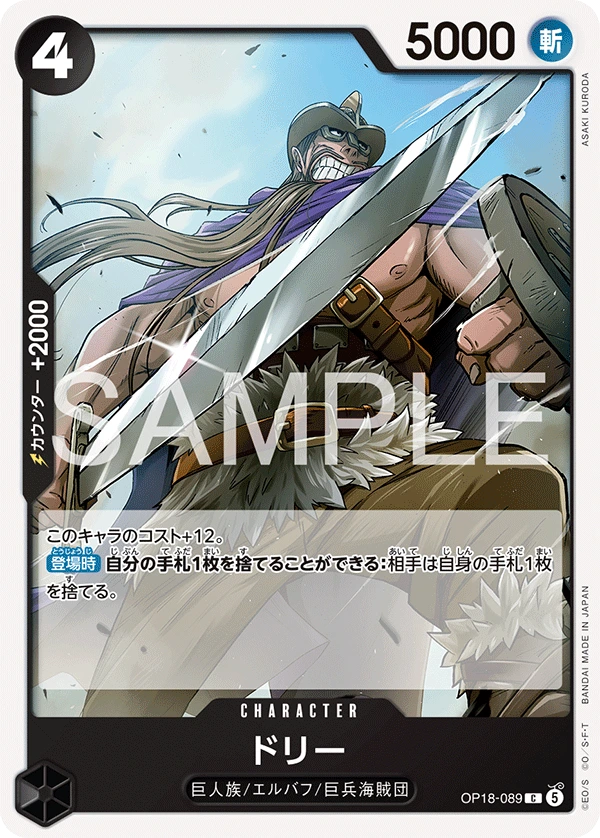 4
5000 斬
ASAKI KURODA
カウンター +2000
SAMPLE
このキャラのコスト+12。
登場時 自分の手札1枚を捨てることができる:相手は自身の手札1枚
を捨てる。
CHARACTER
ドリー
巨人族/エルバフ/巨兵海賊団
OP18-089 C 5
©E.O/S ©O/S・F・T BANDAI MADE IN JAPAN